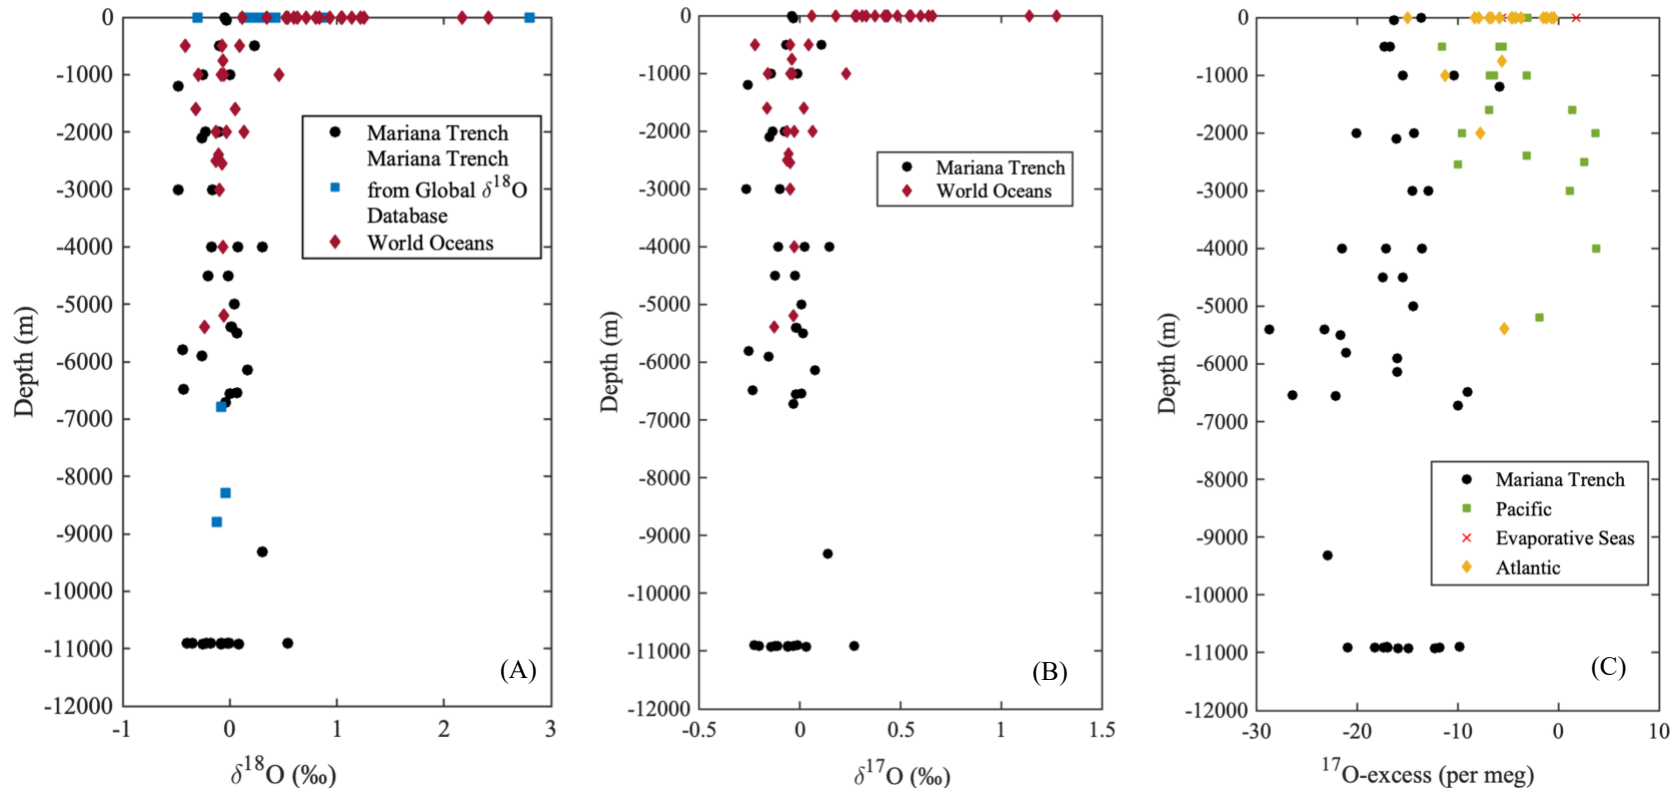 0
-1000
-2000
-3000
-4000
-5000
-6000
-7000
-8000
-9000
-10000
-11000
-12000
-1
0
1
2
3
Depth (m)
δ18O (‰)
Mariana Trench
Mariana Trench
from Global δ18O
Database
World Oceans
(A)
0
-1000
-2000
-3000
-4000
-5000
-6000
-7000
-8000
-9000
-10000
-11000
-12000
-0.5
0
0.5
1
1.5
Depth (m)
δ17O (‰)
Mariana Trench
World Oceans
(B)
0
-1000
-2000
-3000
-4000
-5000
-6000
-7000
-8000
-9000
-10000
-11000
-12000
-30
-20
-10
0
10
Depth (m)
17O-excess (per meg)
Mariana Trench
Pacific
Evaporative Seas
Atlantic
(C)